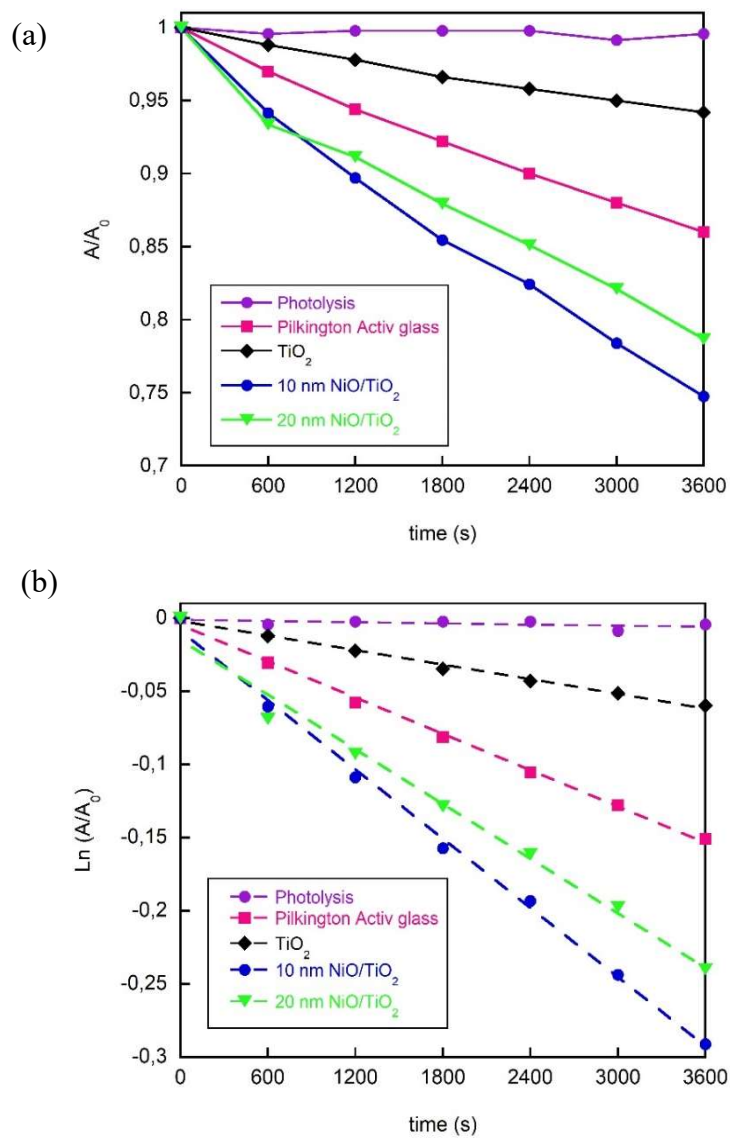 (a)
1
0,95
0,9
0,85
0,8
0,75
0,7
A/A₀
Photolysis
Pilkington Activ glass
TiO₂
10 nm NiO/TiO₂
20 nm NiO/TiO₂
0 600 1200 1800 2400 3000 3600
time (s)
(b)
0
-0,05
-0,1
-0,15
-0,2
-0,25
-0,3
Ln (A/A₀)
Photolysis
Pilkington Activ glass
TiO₂
10 nm NiO/TiO₂
20 nm NiO/TiO₂
0 600 1200 1800 2400 3000 3600
time (s)